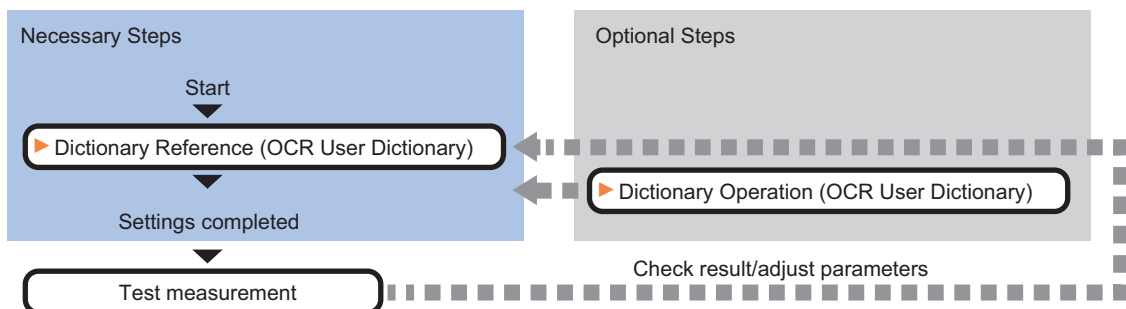 Necessary Steps
Optional Steps
Start
Dictionary Reference (OCR User Dictionary)
Dictionary Operation (OCR User Dictionary)
Settings completed
Check result/adjust parameters
Test measurement